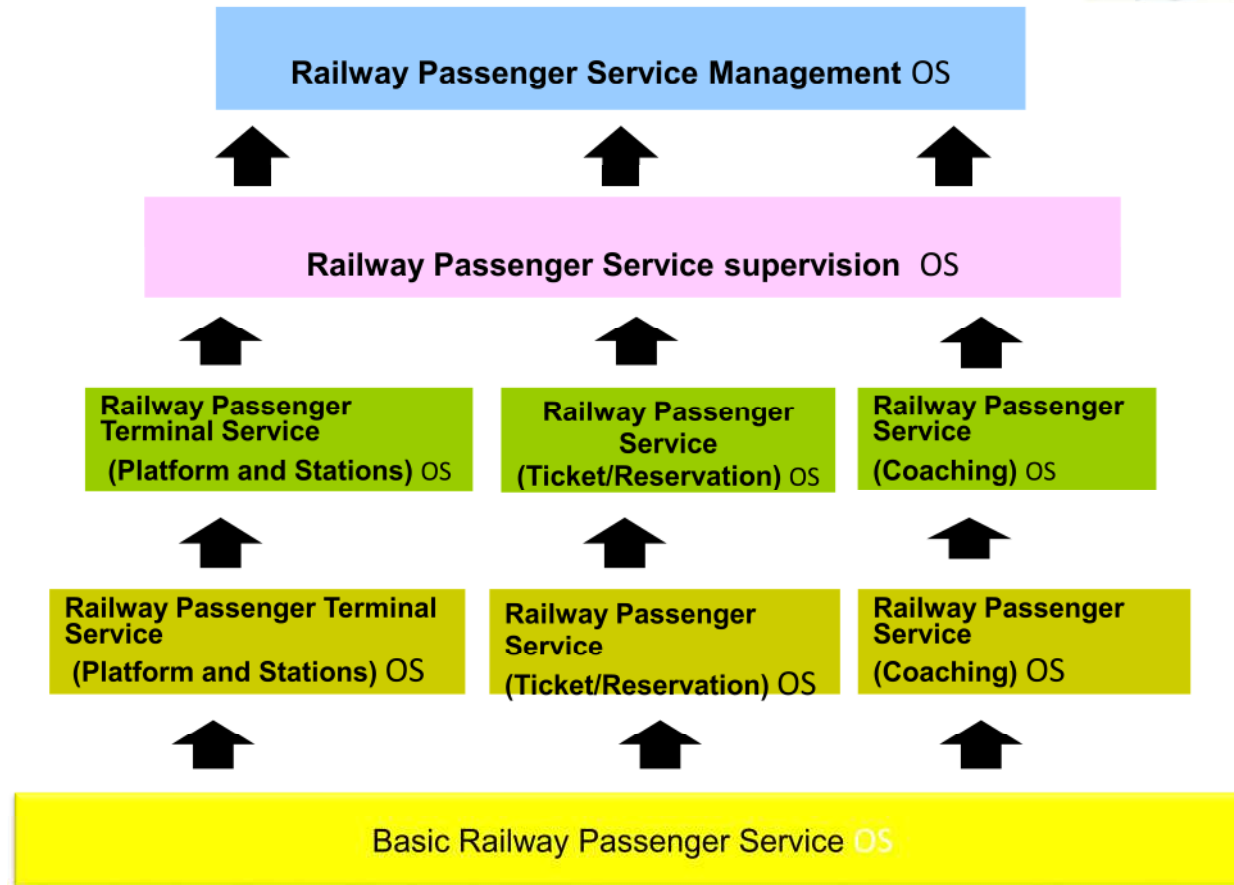 Railway Passenger Service Management OS
Railway Passenger Service supervision OS
Railway Passenger
Terminal Service
(Platform and Stations) OS
Railway Passenger
Service
(Ticket/Reservation) OS
Railway Passenger
Service
(Coaching) OS
Railway Passenger Terminal
Service
(Platform and Stations) OS
Railway Passenger
Service
(Ticket/Reservation) OS
Railway Passenger
Service
(Coaching) OS
Basic Railway Passenger Service OS